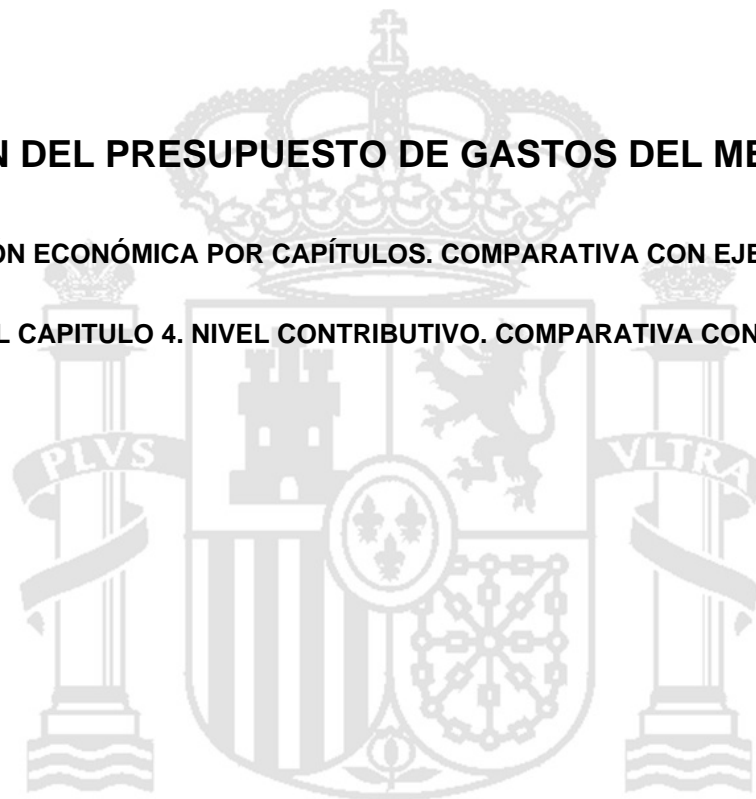 N DEL PRESUPUESTO DE GASTOS DEL ME
ON ECONÓMICA POR CAPÍTULOS. COMPARATIVA CON EJE
L CAPITULO 4. NIVEL CONTRIBUTIVO. COMPARATIVA CON
PLVS
VLTRA